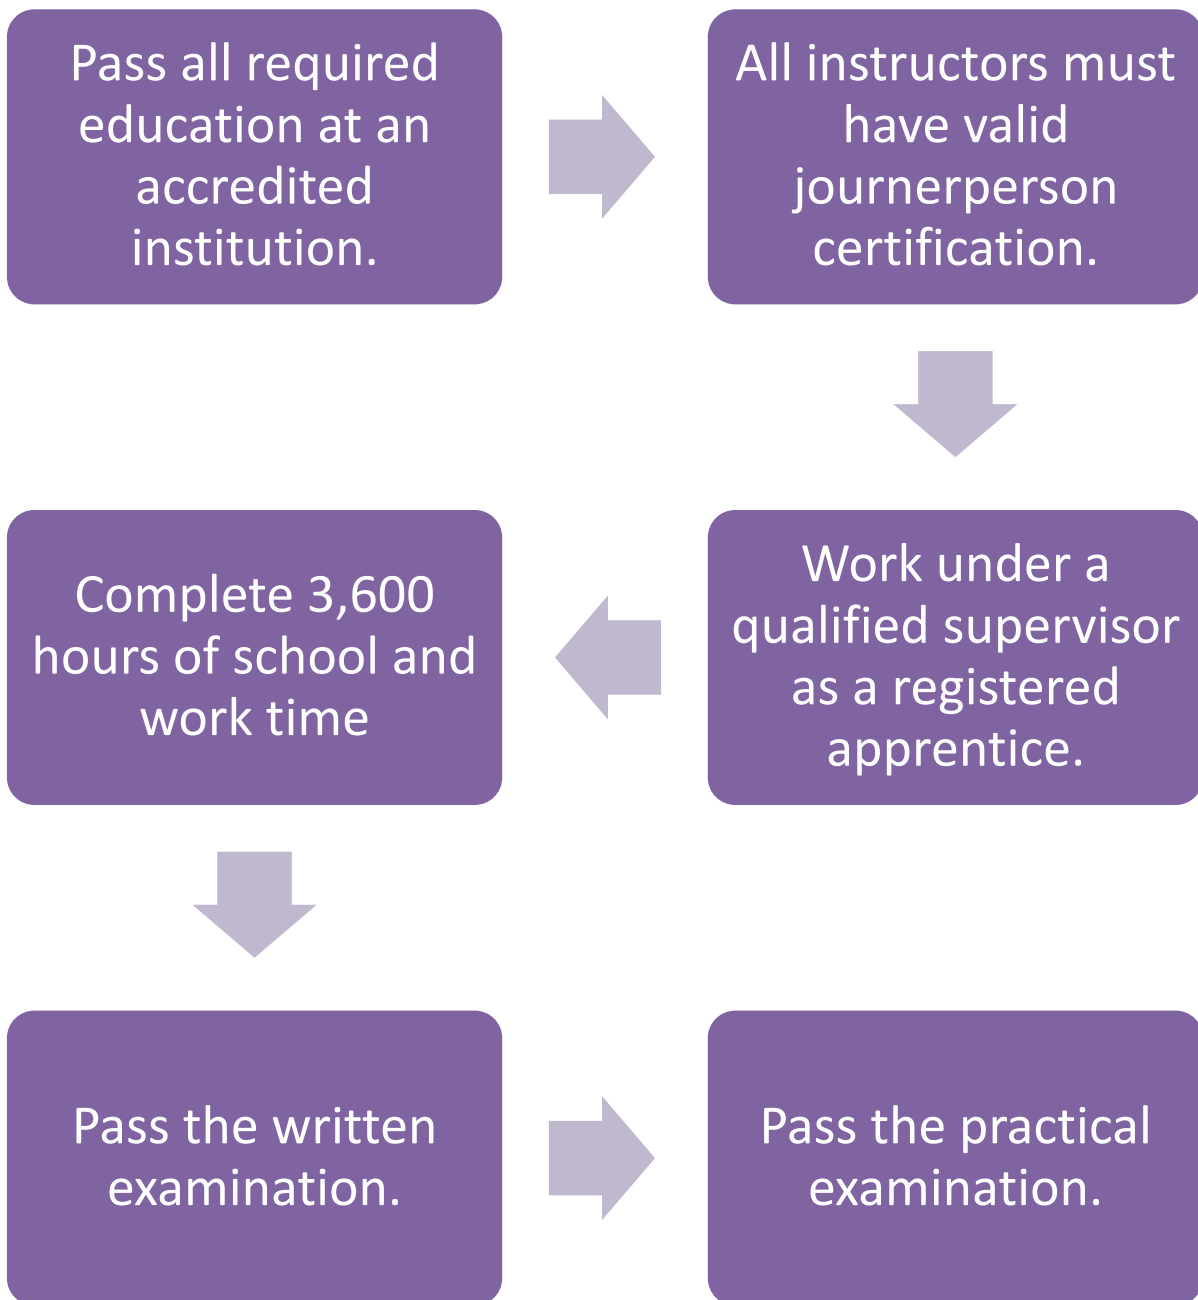 Pass all required
education at an
accredited
institution.
All instructors must
have valid
journerperson
certification.
Work under a
qualified supervisor
as a registered
apprentice.
Complete 3,600
hours of school and
work time
Pass the written
examination.
Pass the practical
examination.